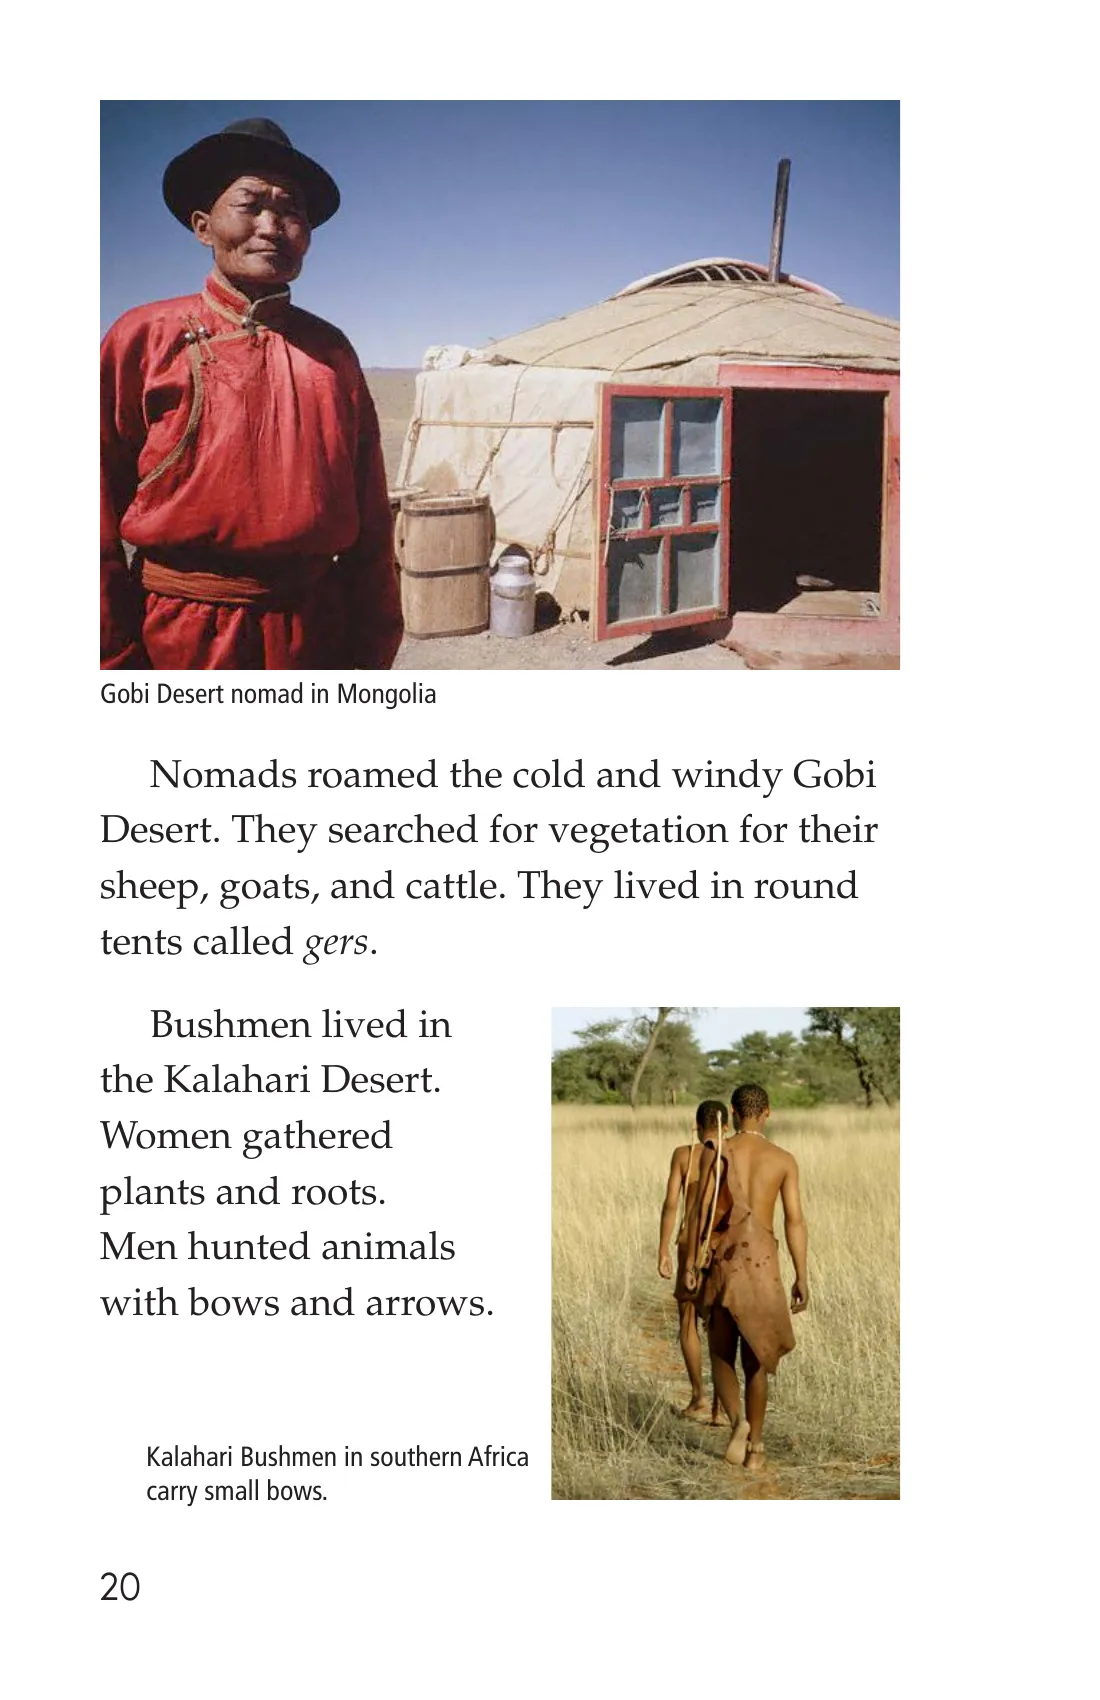 Gobi Desert nomad in Mongolia
Nomads roamed the cold and windy Gobi
Desert. They searched for vegetation for their
sheep, goats, and cattle. They lived in round
tents called gers.
Bushmen lived in
the Kalahari Desert.
Women gathered
plants and roots.
Men hunted animals
with bows and arrows.
Kalahari Bushmen in southern Africa
carry small bows.
20